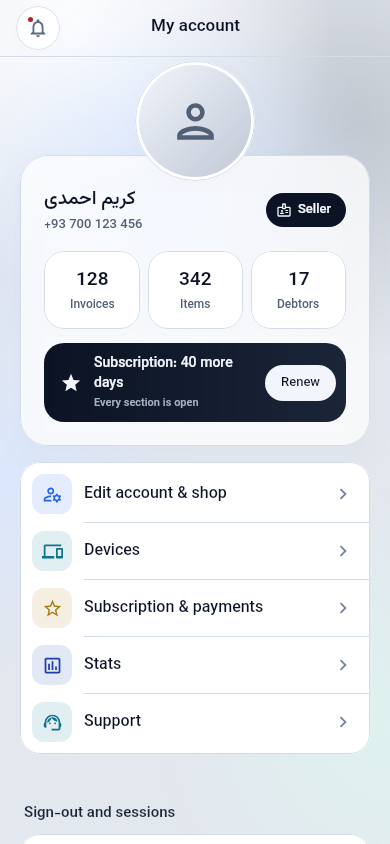 My account
کریم احمدی
Seller
+93 700 123 456
128
342
17
Invoices
Items
Debtors
Subscription: 40 more
days
Every section is open
Renew
Edit account & shop
Devices
Subscription & payments
Stats
Support
Sign-out and sessions